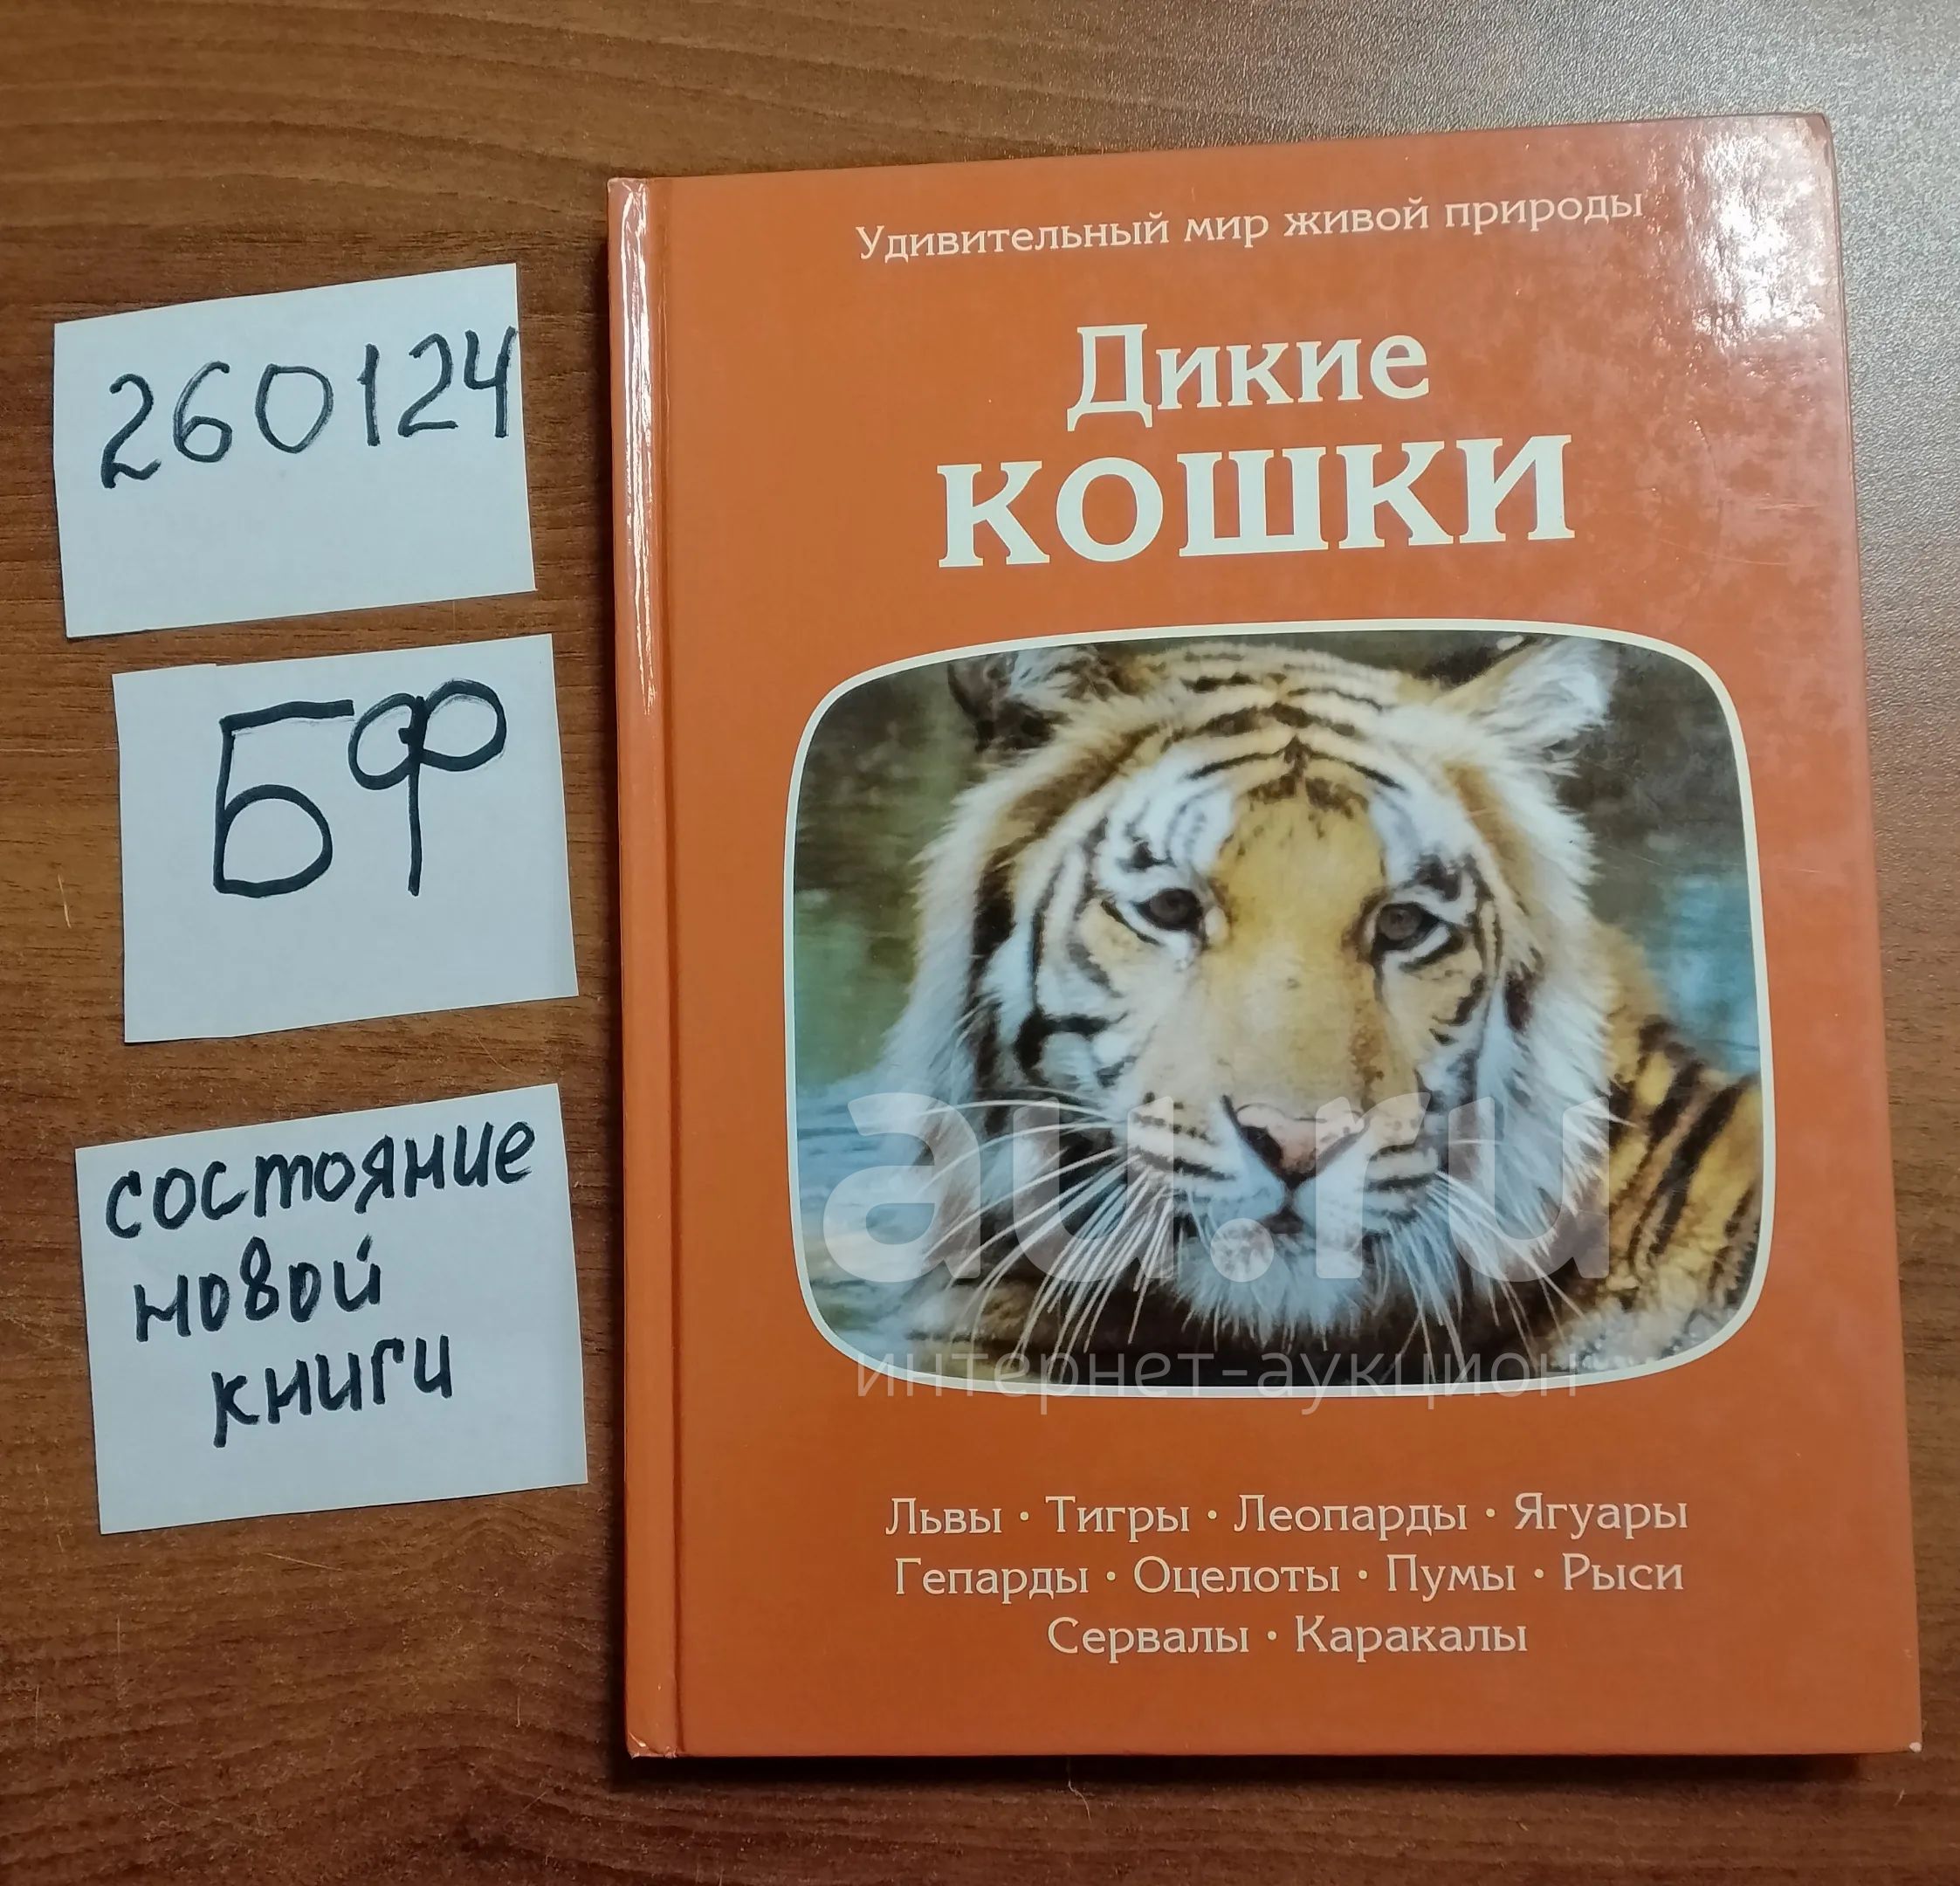 260124
БФ
состояние
новой
книги
Удивительный мир живой природы
Дикие
кошки
au.ru
интернет-аукцион
Львы · Тигры · Леопарды · Ягуары
Гепарды · Оцелоты · Пумы · Рыси
Сервалы · Каракалы